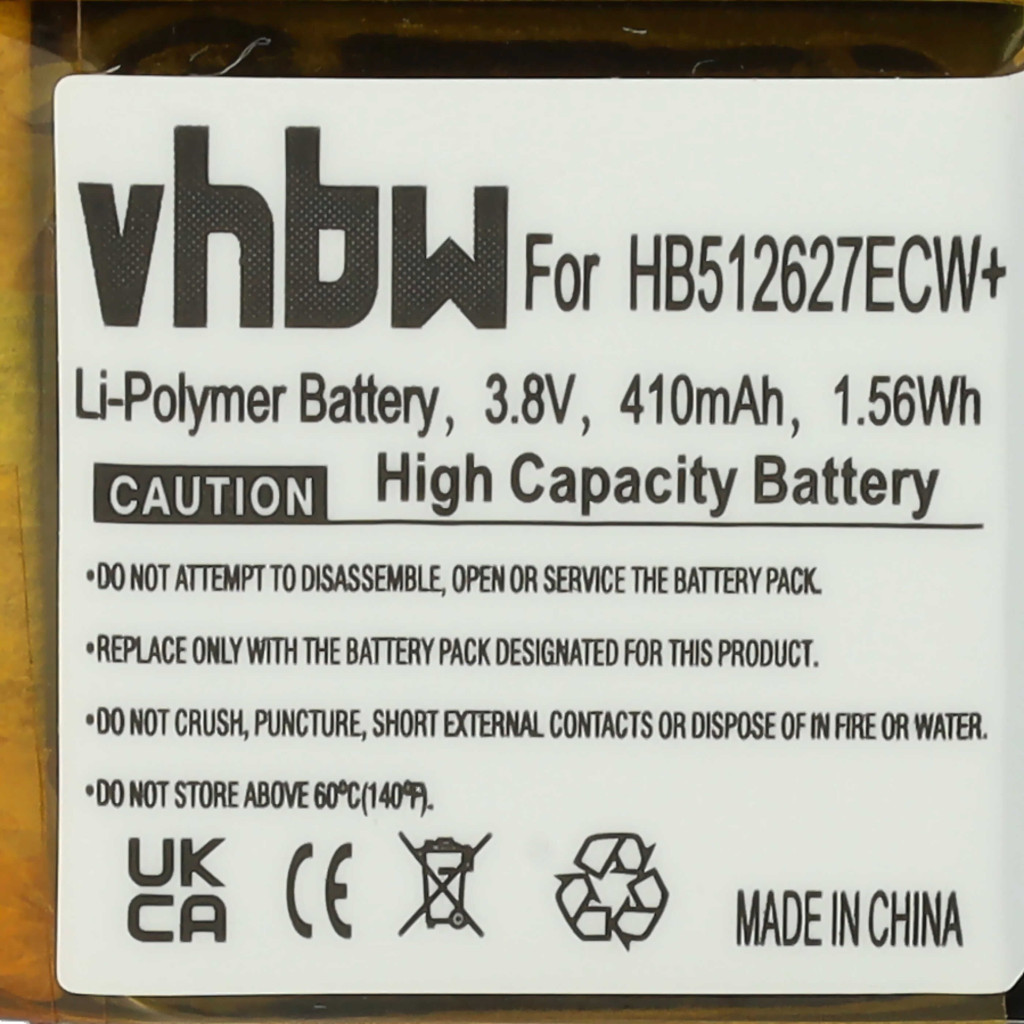 vhbw For HB512627ECW+
Li-Polymer Battery, 3.8V, 410mAh, 1.56Wh
CAUTION High Capacity Battery
•DO NOT ATTEMPT TO DISASSEMBLE, OPEN OR SERVICE THE BATTERY PACK.
•REPLACE ONLY WITH THE BATTERY PACK DESIGNATED FOR THIS PRODUCT.
•DO NOT CRUSH, PUNCTURE, SHORT EXTERNAL CONTACTS OR DISPOSE OF IN FIRE OR WATER.
•DO NOT STORE ABOVE 60°C(140°F).
UK
CA
CE
MADE IN CHINA